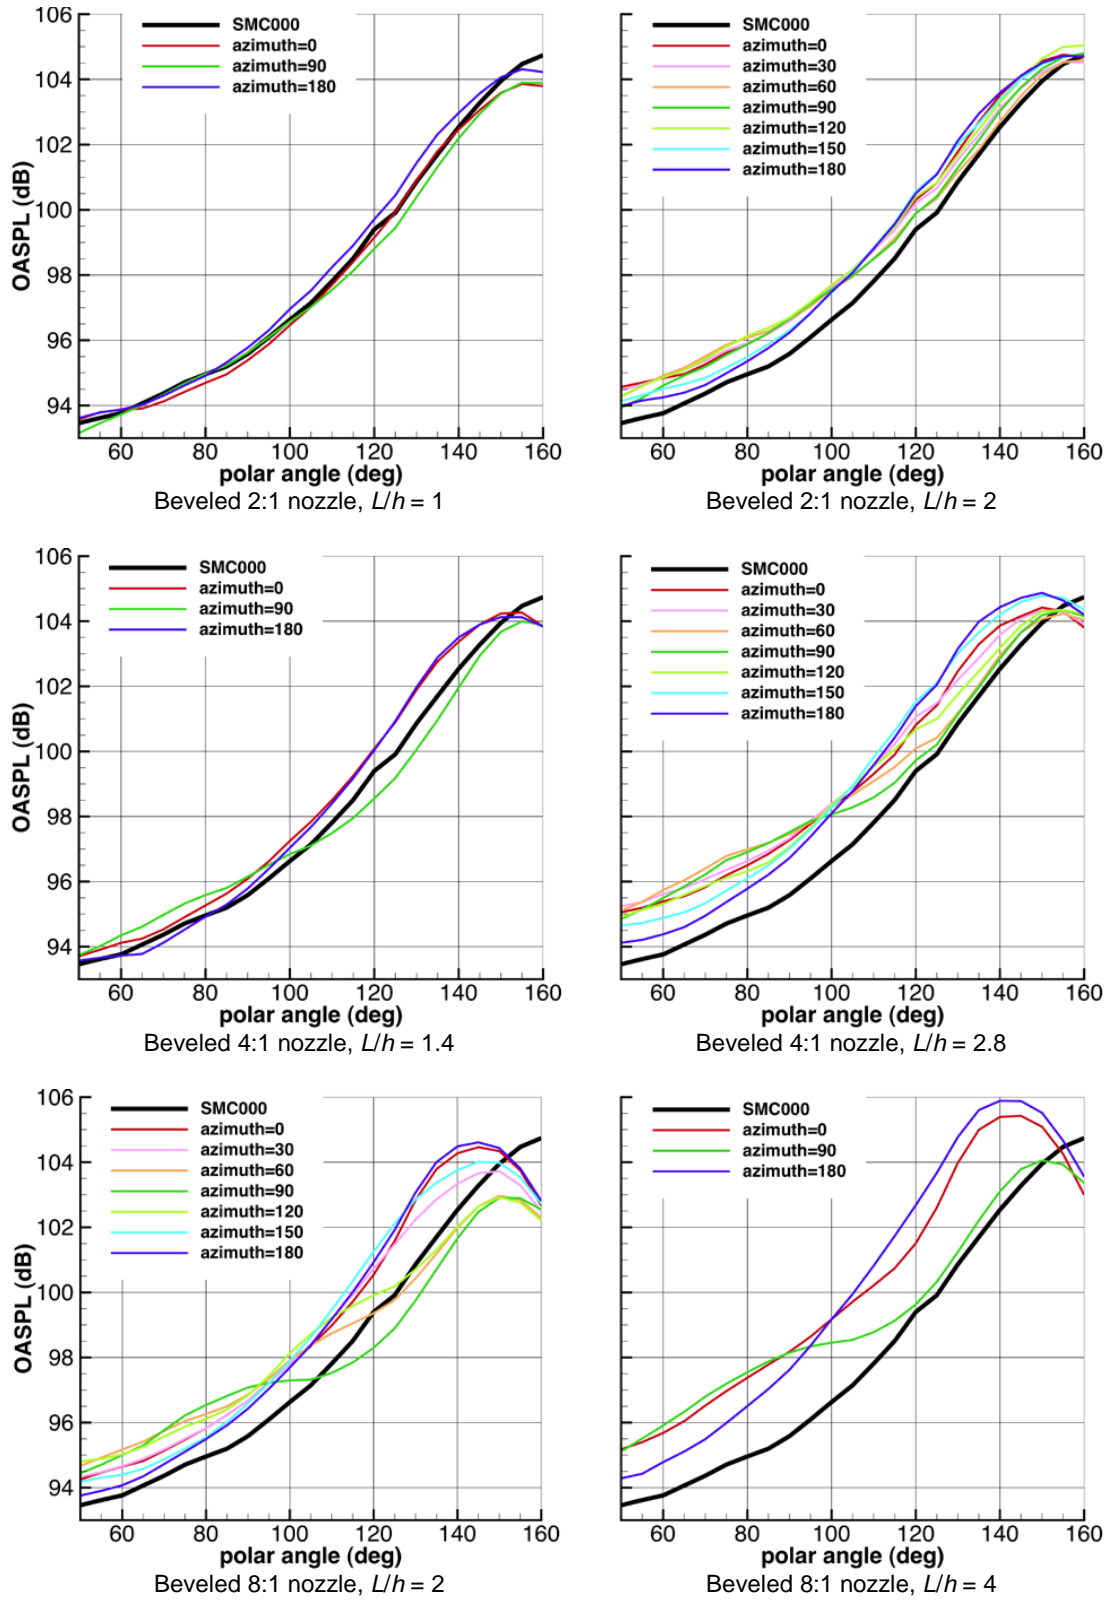 106
104
102
100
98
96
94
OASPL (dB)
SMC000
azimuth=0
azimuth=90
azimuth=180
60 80 100 120 140 160
polar angle (deg)
Beveled 2:1 nozzle, L/h = 1
SMC000
azimuth=0
azimuth=30
azimuth=60
azimuth=90
azimuth=120
azimuth=150
azimuth=180
60 80 100 120 140 160
polar angle (deg)
Beveled 2:1 nozzle, L/h = 2
106
104
102
100
98
96
94
OASPL (dB)
SMC000
azimuth=0
azimuth=90
azimuth=180
60 80 100 120 140 160
polar angle (deg)
Beveled 4:1 nozzle, L/h = 1.4
SMC000
azimuth=0
azimuth=30
azimuth=60
azimuth=90
azimuth=120
azimuth=150
azimuth=180
60 80 100 120 140 160
polar angle (deg)
Beveled 4:1 nozzle, L/h = 2.8
106
104
102
100
98
96
94
OASPL (dB)
SMC000
azimuth=0
azimuth=30
azimuth=60
azimuth=90
azimuth=120
azimuth=150
azimuth=180
60 80 100 120 140 160
polar angle (deg)
Beveled 8:1 nozzle, L/h = 2
SMC000
azimuth=0
azimuth=90
azimuth=180
60 80 100 120 140 160
polar angle (deg)
Beveled 8:1 nozzle, L/h = 4